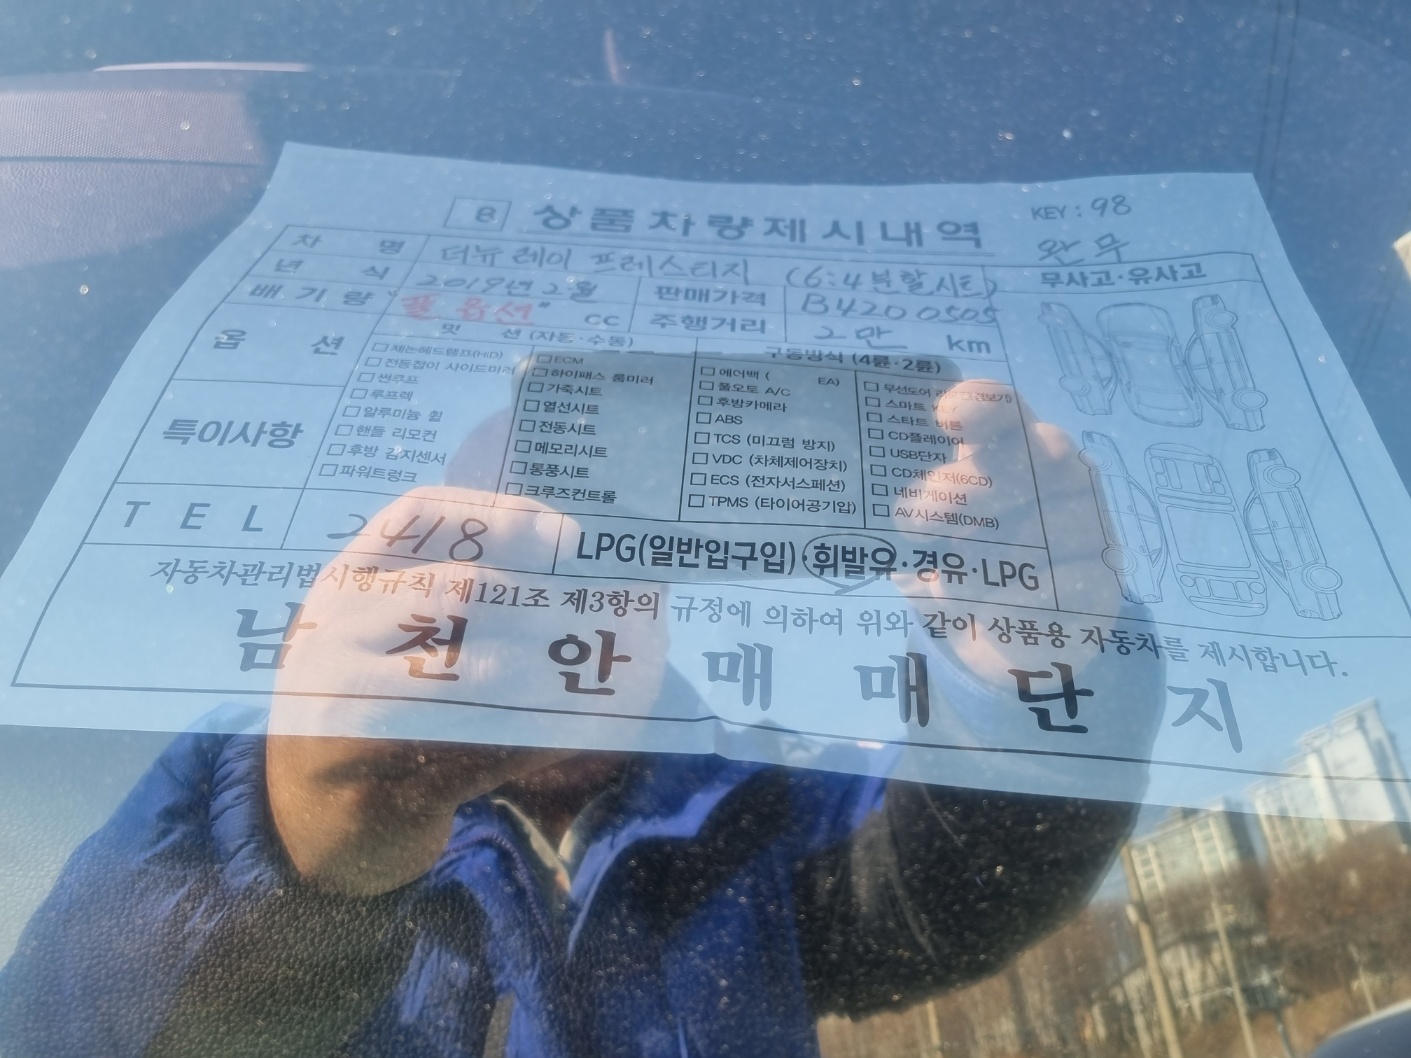 8 상품차량제시내역 KEY : 98
완무
차 명 더뉴 레이 프레스티지 (6:4분할시트) 무사고·유사고
년 식 2019년 2월 판매가격 B4200505
배기량 "풀옵션" CC 주행거리 2만 km
옵 션 밋 션 (자동·수동) 구동방식 (4륜·2륜)
□제논헤드램프(HID) □ECM □에어백 ( EA)
□전동접이 사이드미러 □하이패스 룸미러 □풀오토 A/C
□썬루프 □가죽시트 □후방카메라 □스마트
□루프렉 □열선시트 □ABS □스타트 버튼
□알루미늄 휠 □전동시트 □TCS (미끄럼 방지) □CD플레이어
□핸들 리모컨 □메모리시트 □VDC (차체제어장치) □USB단자
□후방 감지센서 □통풍시트 □ECS (전자서스페션) □CD체인저(6CD)
□파워트렁크 □크루즈컨트롤 □TPMS (타이어공기압) □네비게이션
□AV시스템(DMB)
특이사항
TEL 2418 LPG(일반입구입)·휘발유·경유·LPG
자동차관리법시행규칙 제121조 제3항의 규정에 의하여 위와 같이 상품용 자동차를 제시합니다.
남천안매매단지